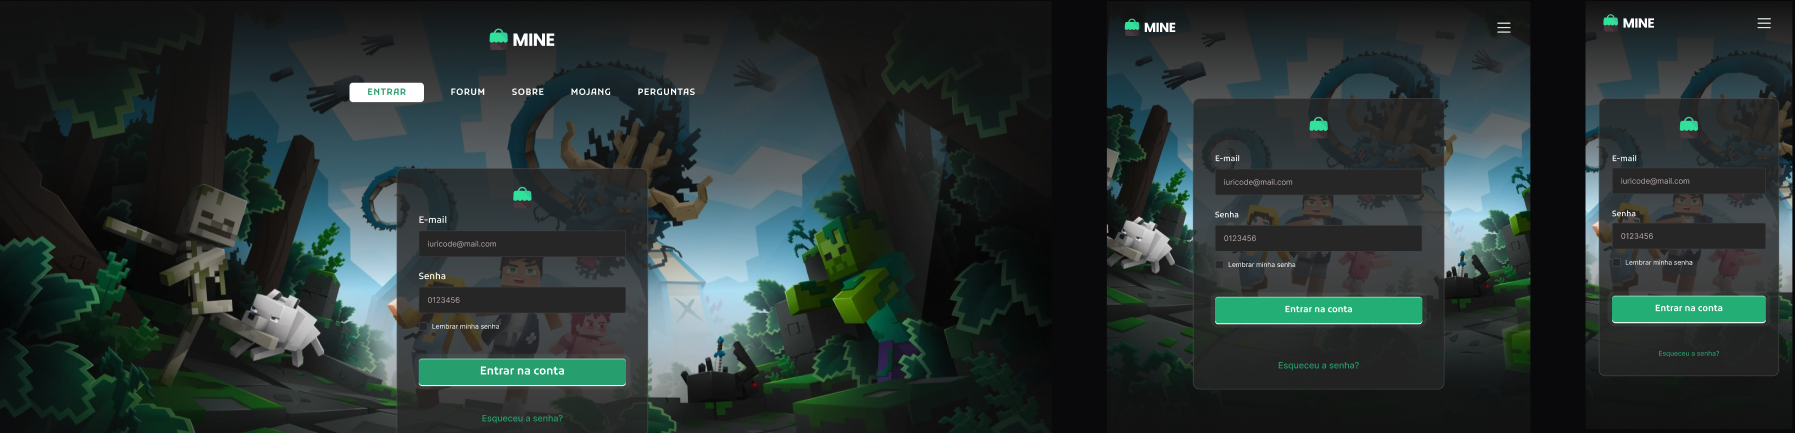 MINE
ENTRAR FORUM SOBRE MOJANG PERGUNTAS
E-mail
iuricode@mail.com
Senha
0123456
Lembrar minha senha
Entrar na conta
Esqueceu a senha?
MINE
E-mail
iuricode@mail.com
Senha
0123456
Lembrar minha senha
Entrar na conta
Esqueceu a senha?
MINE
E-mail
iuricode@mail.com
Senha
0123456
Lembrar minha senha
Entrar na conta
Esqueceu a senha?